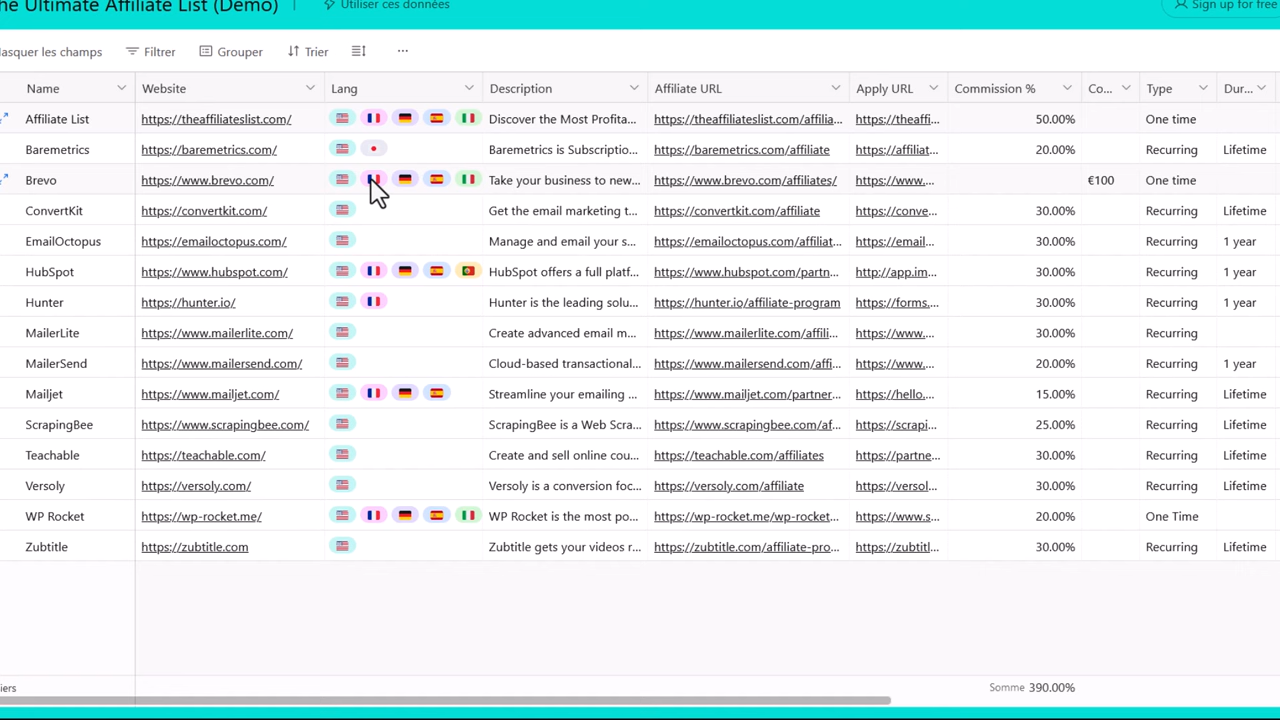 he Ultimate Affiliate List (Demo) Utiliser ces données Sign up for free
lasquer les champs Filtrer Grouper Trier ...
Name Website Lang Description Affiliate URL Apply URL Commission % Co... Type Dur...
Affiliate List https://theaffiliateslist.com/ Discover the Most Profita... https://theaffiliateslist.com/affilia... https://theaffi... 50.00% One time
Baremetrics https://baremetrics.com/ Baremetrics is Subscriptio... https://baremetrics.com/affiliate https://affiliat... 20.00% Recurring Lifetime
Brevo https://www.brevo.com/ Take your business to new... https://www.brevo.com/affiliates/ https://www.... €100 One time
ConvertKit https://convertkit.com/ Get the email marketing t... https://convertkit.com/affiliate https://conve... 30.00% Recurring Lifetime
EmailOctopus https://emailoctopus.com/ Manage and email your s... https://emailoctopus.com/affiliat... https://email... 30.00% Recurring 1 year
HubSpot https://www.hubspot.com/ HubSpot offers a full platf... https://www.hubspot.com/partn... http://app.im... 30.00% Recurring 1 year
Hunter https://hunter.io/ Hunter is the leading solu... https://hunter.io/affiliate-program https://forms.... 30.00% Recurring 1 year
MailerLite https://www.mailerlite.com/ Create advanced email m... https://www.mailerlite.com/affili... https://www.... 30.00% Recurring
MailerSend https://www.mailersend.com/ Cloud-based transactional... https://www.mailersend.com/affi... https://www.... 20.00% Recurring 1 year
Mailjet https://www.mailjet.com/ Streamline your emailing ... https://www.mailjet.com/partner... https://hello.... 15.00% Recurring Lifetime
ScrapingBee https://www.scrapingbee.com/ ScrapingBee is a Web Scra... https://www.scrapingbee.com/af... https://scrapi... 25.00% Recurring Lifetime
Teachable https://teachable.com/ Create and sell online cou... https://teachable.com/affiliates https://partne... 30.00% Recurring Lifetime
Versoly https://versoly.com/ Versoly is a conversion foc... https://versoly.com/affiliate https://versol... 30.00% Recurring Lifetime
WP Rocket https://wp-rocket.me/ WP Rocket is the most po... https://wp-rocket.me/wp-rocket... https://www.s... 20.00% One Time
Zubtitle https://zubtitle.com Zubtitle gets your videos r... https://zubtitle.com/affiliate-pro... https://zubtitl... 30.00% Recurring Lifetime
iers Somme 390.00%